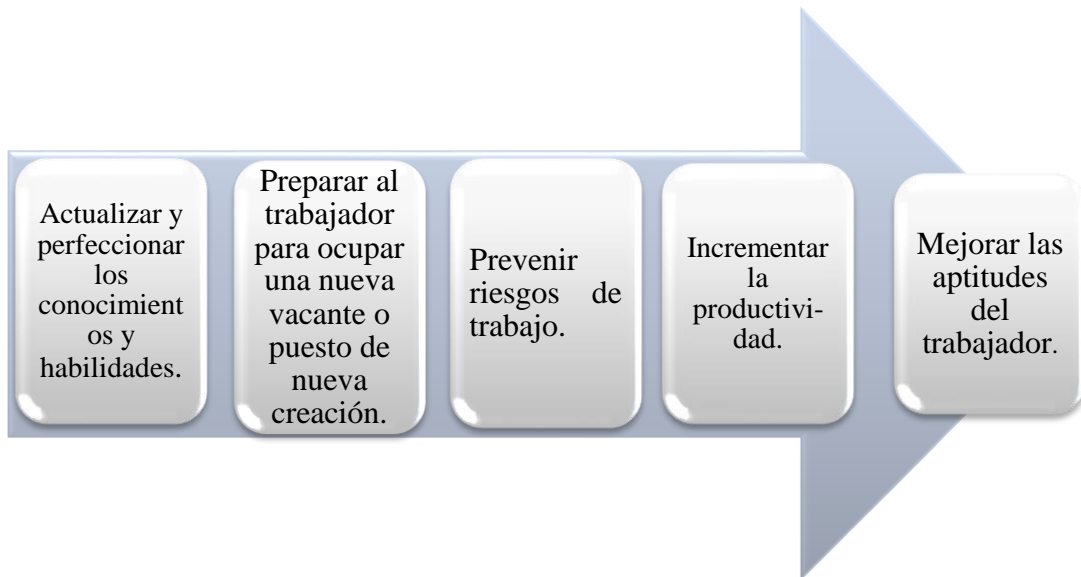 Actualizar y
perfeccionar
los
conocimient
os y
habilidades.
Preparar al
trabajador
para ocupar
una nueva
vacante o
puesto de
nueva
creación.
Prevenir
riesgos de
trabajo.
Incrementar
la
productivi-
dad.
Mejorar las
aptitudes
del
trabajador.